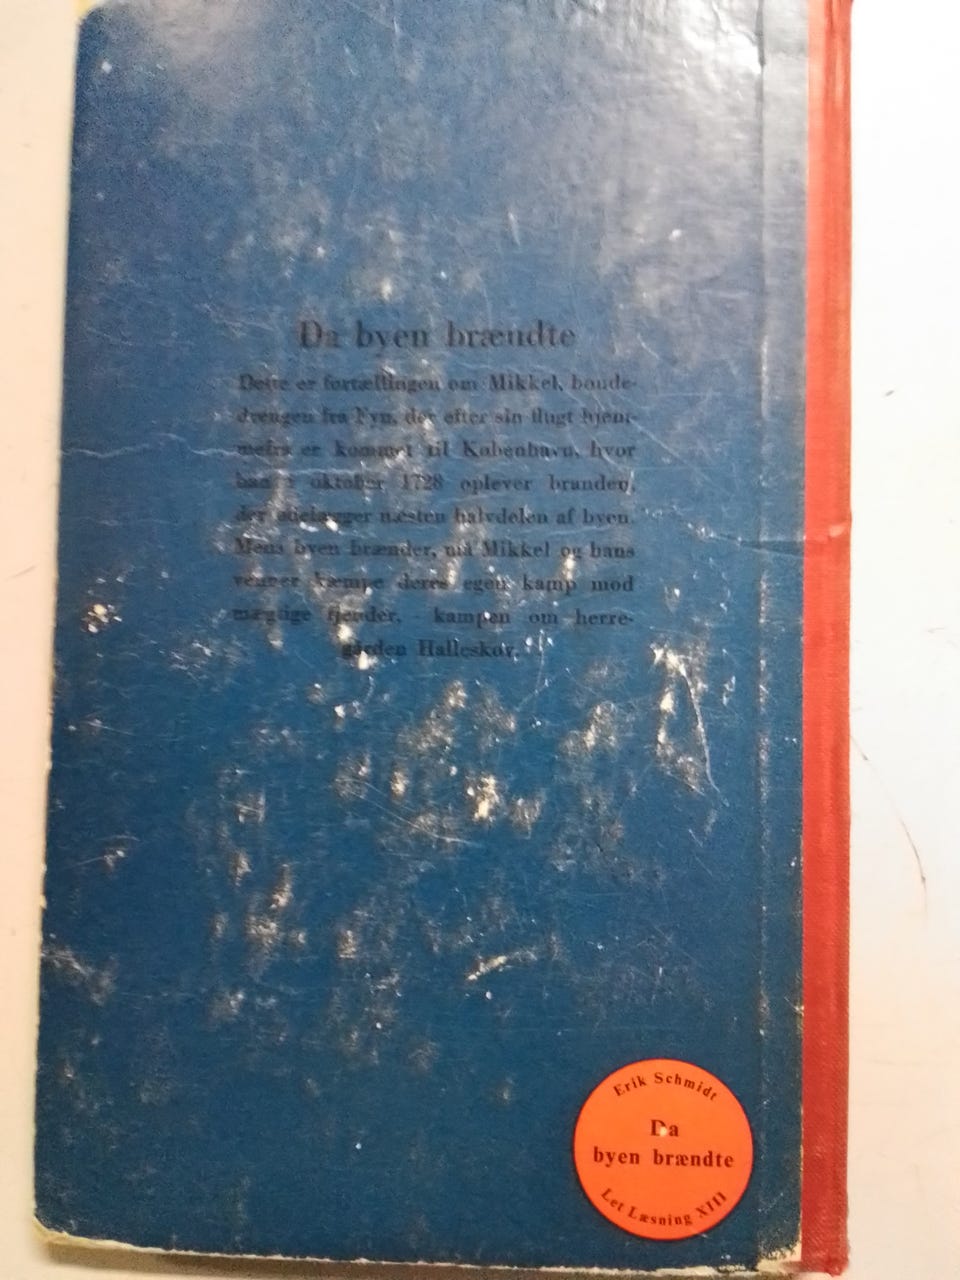 Da byen brændte
Dette er fortællingen om Mikkel, bonde-
drengen fra Fyn, der efter sin flugt hjem-
mefra er kommet til København, hvor
han i oktober 1728 oplever branden,
der ødelægger næsten halvdelen af byen.
Mens byen brænder, må Mikkel og hans
venner kæmpe deres egen kamp mod
mægtige fjender, - kampen om herre-
gården Halleskov.
Erik Schmidt
Da
byen brændte
Let Læsning XIII